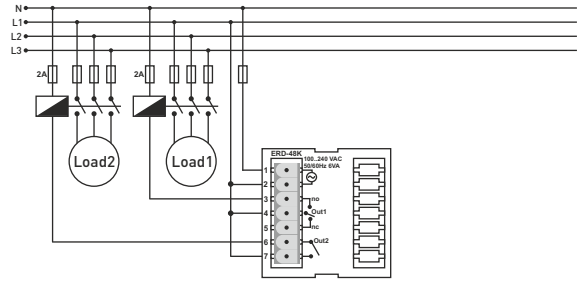 N
L1
L2
L3
2A
2A
Load2
Load1
ERD-48K
100..240 VAC
50/60Hz 6VA
1
2
3
no
Out1
4
5
nc
6
Out2
7